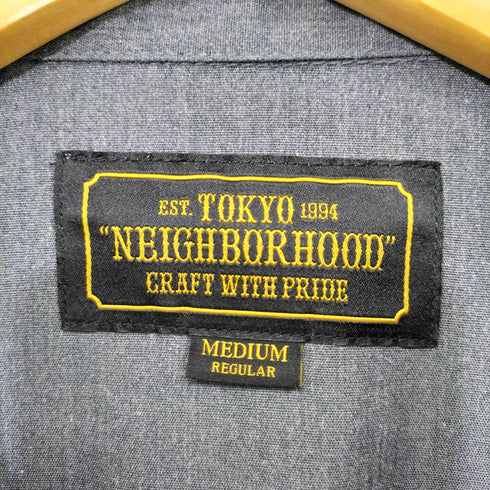 EST. TOKYO 1994
"NEIGHBORHOOD"
CRAFT WITH PRIDE
MEDIUM
REGULAR